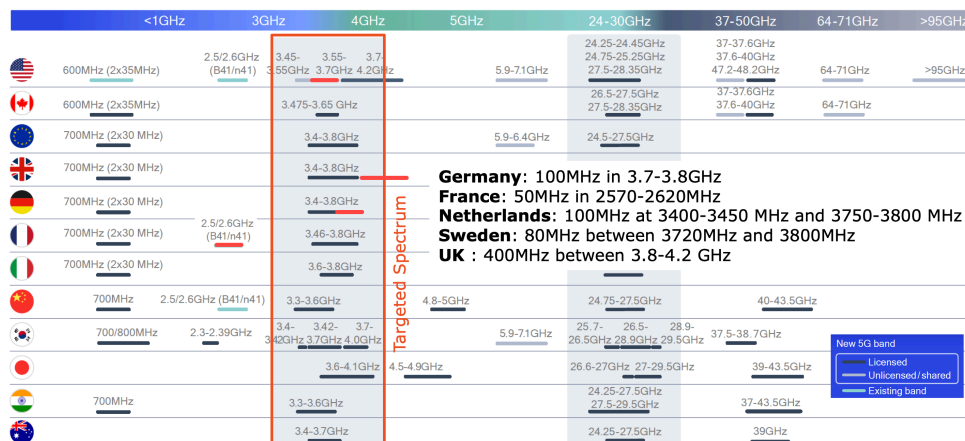 <1GHz 3GHz 4GHz 5GHz 24-30GHz 37-50GHz 64-71GHz >95GHz
600MHz (2x35MHz)
2.5/2.6GHz
(B41/n41)
3.45-
3.55GHz
3.55-
3.7GHz
3.7-
4.2GHz
5.9-7.1GHz
24.25-24.45GHz
24.75-25.25GHz
27.5-28.35GHz
37-37.6GHz
37.6-40GHz
47.2-48.2GHz
64-71GHz
>95GHz
600MHz (2x35MHz)
3.475-3.65 GHz
26.5-27.5GHz
27.5-28.35GHz
37-37.6GHz
37.6-40GHz
64-71GHz
700MHz (2x30 MHz)
3.4-3.8GHz
5.9-6.4GHz
24.5-27.5GHz
700MHz (2x30 MHz)
3.4-3.8GHz
700MHz (2x30 MHz)
3.4-3.8GHz
700MHz (2x30 MHz)
2.5/2.6GHz
(B41/n41)
3.46-3.8GHz
700MHz (2x30 MHz)
3.6-3.8GHz
Germany: 100MHz in 3.7-3.8GHz
France: 50MHz in 2570-2620MHz
Netherlands: 100MHz at 3400-3450 MHz and 3750-3800 MHz
Sweden: 80MHz between 3720MHz and 3800MHz
UK : 400MHz between 3.8-4.2 GHz
Targeted Spectrum
700MHz
2.5/2.6GHz (B41/n41)
3.3-3.6GHz
4.8-5GHz
24.75-27.5GHz
40-43.5GHz
700/800MHz
2.3-2.39GHz
3.4-
3.42GHz
3.42-
3.7GHz
3.7-
4.0GHz
5.9-7.1GHz
25.7-
26.5GHz
26.5-
28.9GHz
28.9-
29.5GHz
37.5-38.7GHz
3.6-4.1GHz
4.5-4.9GHz
26.6-27GHz
27-29.5GHz
39-43.5GHz
700MHz
3.3-3.6GHz
24.25-27.5GHz
27.5-29.5GHz
37-43.5GHz
3.4-3.7GHz
24.25-27.5GHz
39GHz
New 5G band
Licensed
Unlicensed/shared
Existing band